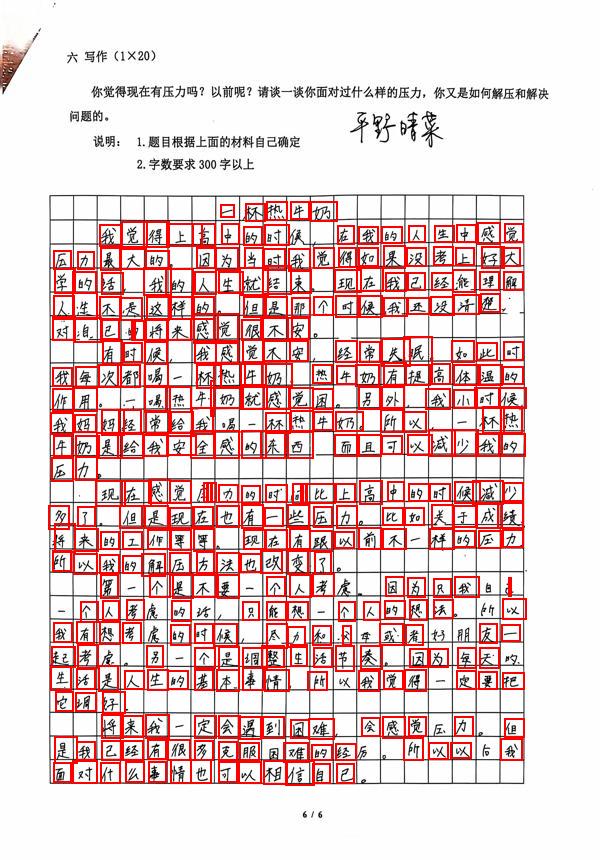 六 写作（1×20）
你觉得现在有压力吗？以前呢？请谈一谈你面对过什么样的压力，你又是如何解压和解决
问题的。
平野晴菜
说明： 1.题目根据上面的材料自己确定
2.字数要求 300 字以上
一杯热牛奶
我觉得上高中的时候，在我的人生中感觉
压力最大的。因为当时我觉得如果没考上好大
学的话，我的人生就结束。现在我已经能理解
人生不是这样的。但是那个时候我还没清楚。
对自己的将来感觉很不安。
有时候，我感觉不安，经常失眠，如此时
我每次都喝一杯热牛奶。热牛奶有提高体温的
作用。一喝热牛奶就感觉困。另外，我小时候
我妈妈经常给我喝一杯热牛奶。所以，一杯热
牛奶是给我安全感的东西，而且可以减少我的
压力。
现在感觉压力的时间比上高中的时候减少
多了。但是现在也有一些压力。比如关于成绩
将来的工作等等。现在有跟以前不一样的压力
所以我的解压方法也改变了。
第一个是不要一个人考虑。因为只我自己
一个人考虑的话，只能想一个人的想法。所以
我有想考虑的时候，尽力和父母或者好朋友一
起考虑。另一个是调整生活节奏。因为每天的
生活是人生的基本事情，所以我觉得一定要把
它调好。
将来我一定会遇到困难，会感觉压力。但
是我已经有很多克服困难的经历。所以以后我
面对什么事情也可以相信自己。
6 / 6